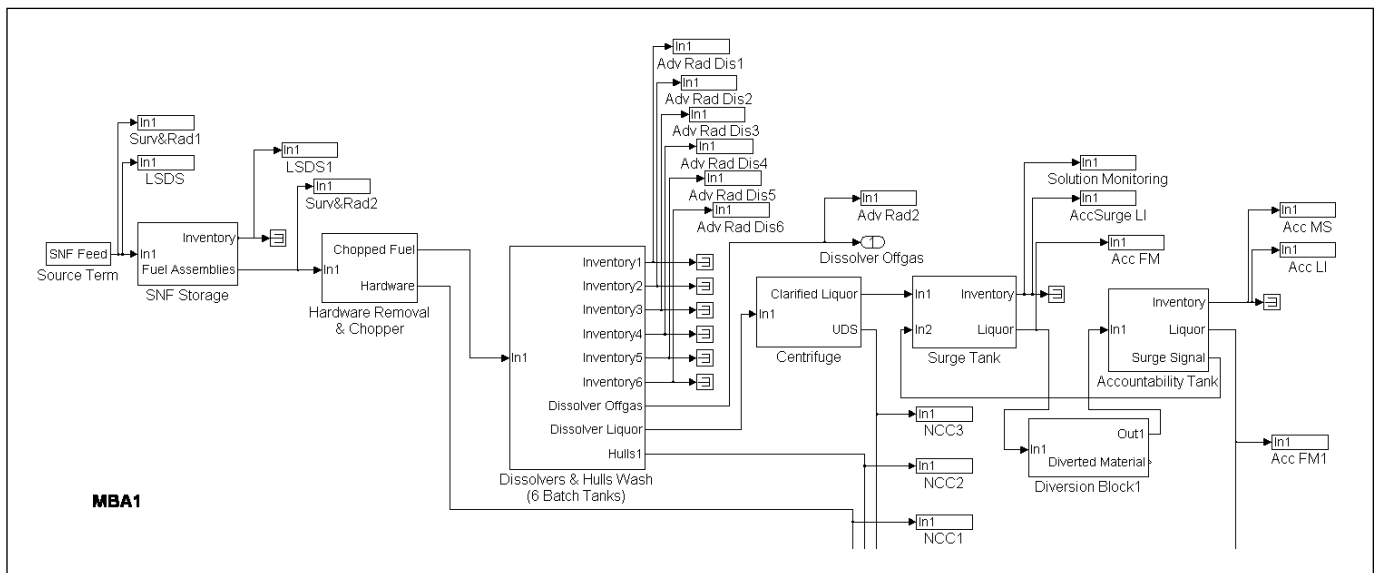 In1
Surv&Rad1
In1
LSDS
SNF Feed
Source Term
In1
Inventory
Fuel Assemblies
SNF Storage
In1
LSDS1
In1
Surv&Rad2
In1
Chopped Fuel
Hardware
Hardware Removal
& Chopper
In1
Adv Rad Dis1
In1
Adv Rad Dis2
In1
Adv Rad Dis3
In1
Adv Rad Dis4
In1
Adv Rad Dis5
In1
Adv Rad Dis6
In1
Inventory1
Inventory2
Inventory3
Inventory4
Inventory5
Inventory6
Dissolver Offgas
Dissolver Liquor
Hulls1
Dissolvers & Hulls Wash
(6 Batch Tanks)
In1
Adv Rad2
1
Dissolver Offgas
In1
Clarified Liquor
UDS
Centrifuge
In1
In2
Inventory
Liquor
Surge Tank
In1
Solution Monitoring
In1
AccSurge LI
In1
Acc FM
In1
Inventory
Liquor
Surge Signal
Accountability Tank
In1
Acc MS
In1
Acc LI
In1
Out1
Diverted Material
Diversion Block1
In1
Acc FM1
In1
NCC3
In1
NCC2
In1
NCC1
MBA1